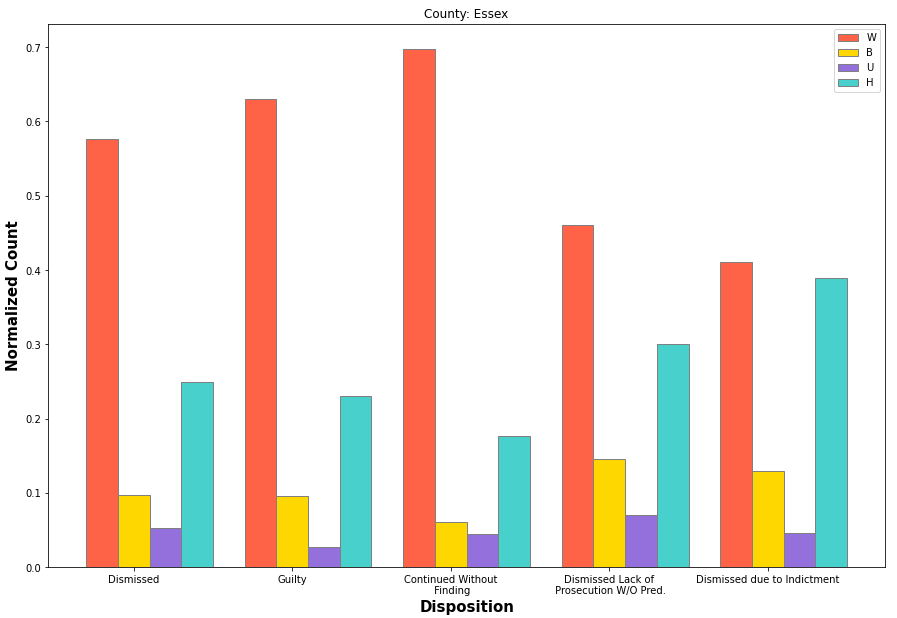 County: Essex
W
B
U
H
Normalized Count
0.7
0.6
0.5
0.4
0.3
0.2
0.1
0.0
Dismissed
Guilty
Continued Without
Finding
Dismissed Lack of
Prosecution W/O Pred.
Dismissed due to Indictment
Disposition